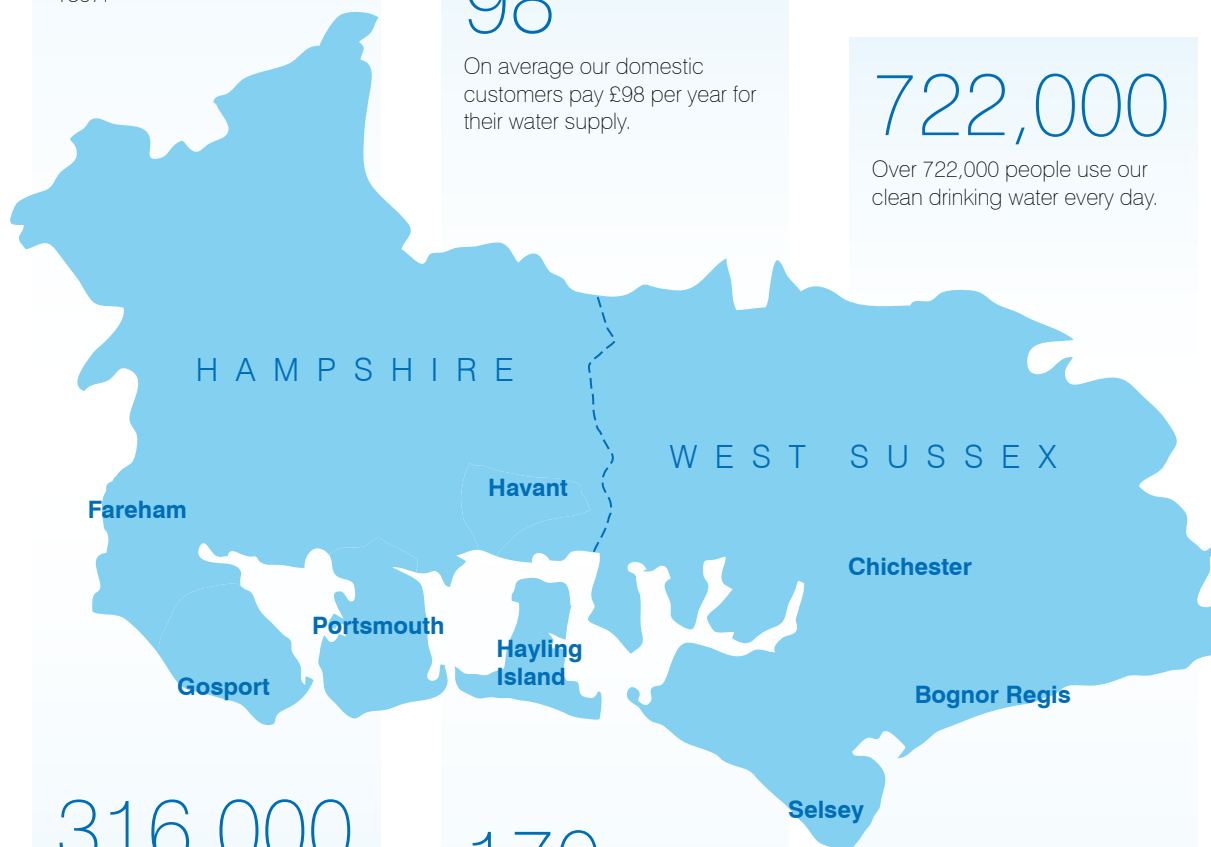 98
On average our domestic
customers pay £98 per year for
their water supply.
722,000
Over 722,000 people use our
clean drinking water every day.
HAMPSHIRE
WEST SUSSEX
Havant
Fareham
Chichester
Portsmouth
Hayling
Island
Gosport
Bognor Regis
Selsey
316,000